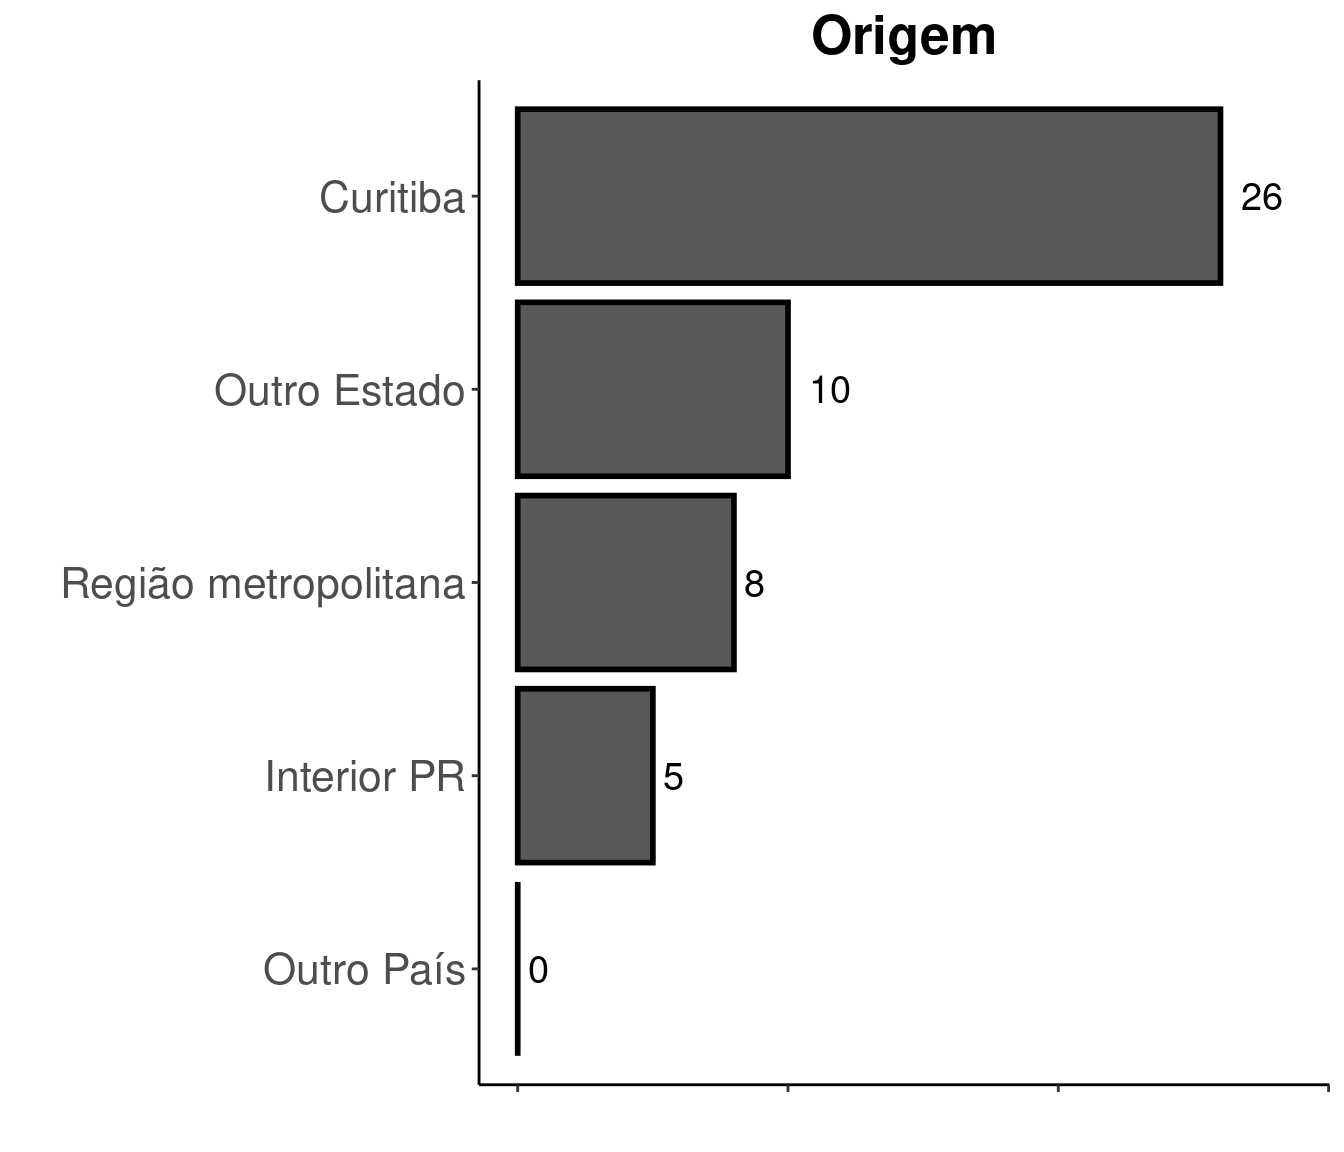 Origem
Curitiba 26
Outro Estado 10
Região metropolitana 8
Interior PR 5
Outro País 0